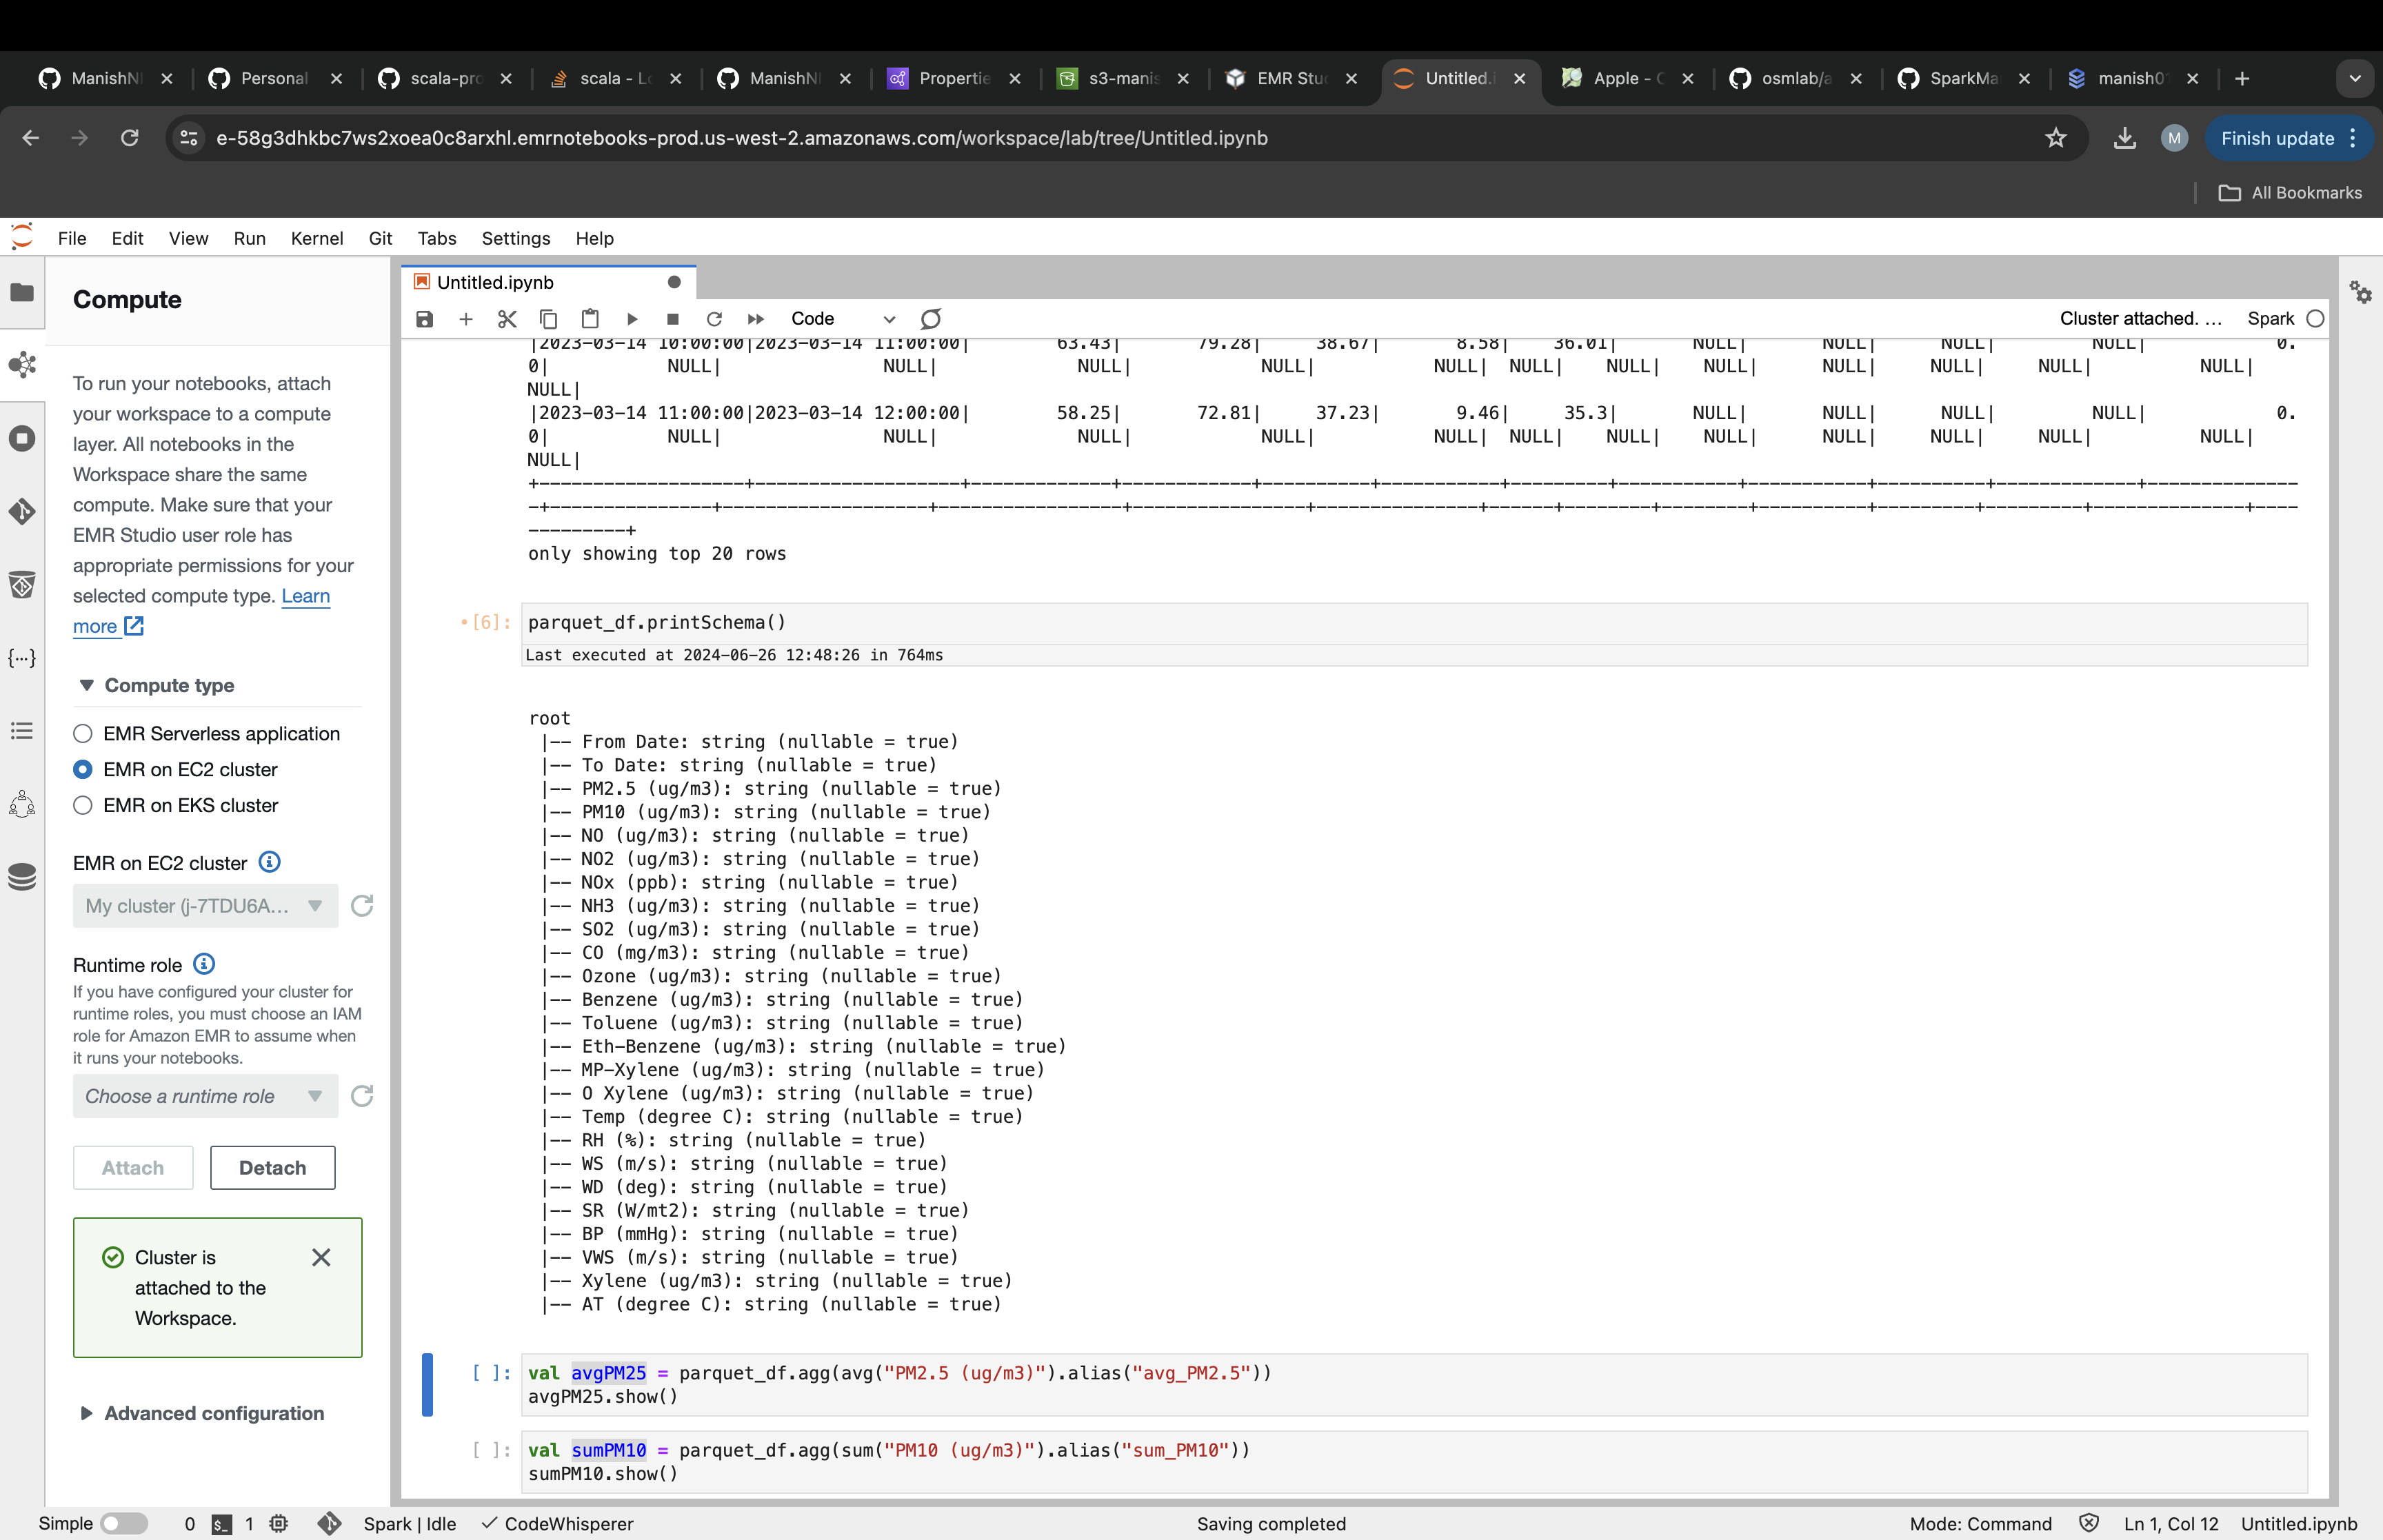 ManishN
Personal
scala-pro
scala - Lo
ManishN
Propertie
s3-manis
EMR Stu
Untitled.i
Apple - C
osmlab/a
SparkMa
manish0
e-58g3dhkbc7ws2xoea0c8arxhl.emrnotebooks-prod.us-west-2.amazonaws.com/workspace/lab/tree/Untitled.ipynb
M
Finish update
All Bookmarks
File Edit View Run Kernel Git Tabs Settings Help
Compute
To run your notebooks, attach
your workspace to a compute
layer. All notebooks in the
Workspace share the same
compute. Make sure that your
EMR Studio user role has
appropriate permissions for your
selected compute type. Learn
more
Compute type
EMR Serverless application
EMR on EC2 cluster
EMR on EKS cluster
EMR on EC2 cluster
My cluster (j-7TDU6A...
Runtime role
If you have configured your cluster for
runtime roles, you must choose an IAM
role for Amazon EMR to assume when
it runs your notebooks.
Choose a runtime role
Attach Detach
Cluster is
attached to the
Workspace.
Advanced configuration
Untitled.ipynb
Code
Cluster attached. ... Spark
|2023-03-14 10:00:00|2023-03-14 11:00:00| 63.43| 79.28| 38.67| 8.58| 36.01| NULL| NULL| NULL| NULL| 0.
0| NULL| NULL| NULL| NULL| NULL| NULL| NULL| NULL| NULL| NULL| NULL| NULL|
NULL|
|2023-03-14 11:00:00|2023-03-14 12:00:00| 58.25| 72.81| 37.23| 9.46| 35.3| NULL| NULL| NULL| NULL| 0.
0| NULL| NULL| NULL| NULL| NULL| NULL| NULL| NULL| NULL| NULL| NULL| NULL|
NULL|
+-------------------+-------------------+-------------+------------+----------+-----------+---------+-----------+-----------+----------+-------------+--------------
-+---------------+-------------------+-----------------+----------------+---------------+------+--------+--------+----------+---------+---------+--------------+----
---------+
only showing top 20 rows
[6]: parquet_df.printSchema()
Last executed at 2024-06-26 12:48:26 in 764ms
root
|-- From Date: string (nullable = true)
|-- To Date: string (nullable = true)
|-- PM2.5 (ug/m3): string (nullable = true)
|-- PM10 (ug/m3): string (nullable = true)
|-- NO (ug/m3): string (nullable = true)
|-- NO2 (ug/m3): string (nullable = true)
|-- NOx (ppb): string (nullable = true)
|-- NH3 (ug/m3): string (nullable = true)
|-- SO2 (ug/m3): string (nullable = true)
|-- CO (mg/m3): string (nullable = true)
|-- Ozone (ug/m3): string (nullable = true)
|-- Benzene (ug/m3): string (nullable = true)
|-- Toluene (ug/m3): string (nullable = true)
|-- Eth-Benzene (ug/m3): string (nullable = true)
|-- MP-Xylene (ug/m3): string (nullable = true)
|-- O Xylene (ug/m3): string (nullable = true)
|-- Temp (degree C): string (nullable = true)
|-- RH (%): string (nullable = true)
|-- WS (m/s): string (nullable = true)
|-- WD (deg): string (nullable = true)
|-- SR (W/mt2): string (nullable = true)
|-- BP (mmHg): string (nullable = true)
|-- VWS (m/s): string (nullable = true)
|-- Xylene (ug/m3): string (nullable = true)
|-- AT (degree C): string (nullable = true)
[ ]: val avgPM25 = parquet_df.agg(avg("PM2.5 (ug/m3)").alias("avg_PM2.5"))
avgPM25.show()
[ ]: val sumPM10 = parquet_df.agg(sum("PM10 (ug/m3)").alias("sum_PM10"))
sumPM10.show()
Simple 0 $_ 1 Spark | Idle CodeWhisperer Saving completed Mode: Command Ln 1, Col 12 Untitled.ipynb